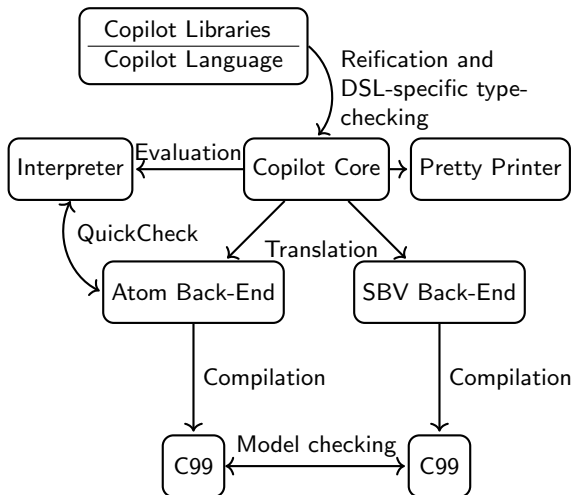 Copilot Libraries
Copilot Language
Reification and
DSL-specific type-
checking
Interpreter
Evaluation
Copilot Core
Pretty Printer
QuickCheck
Translation
Atom Back-End
SBV Back-End
Compilation
Compilation
C99
Model checking
C99